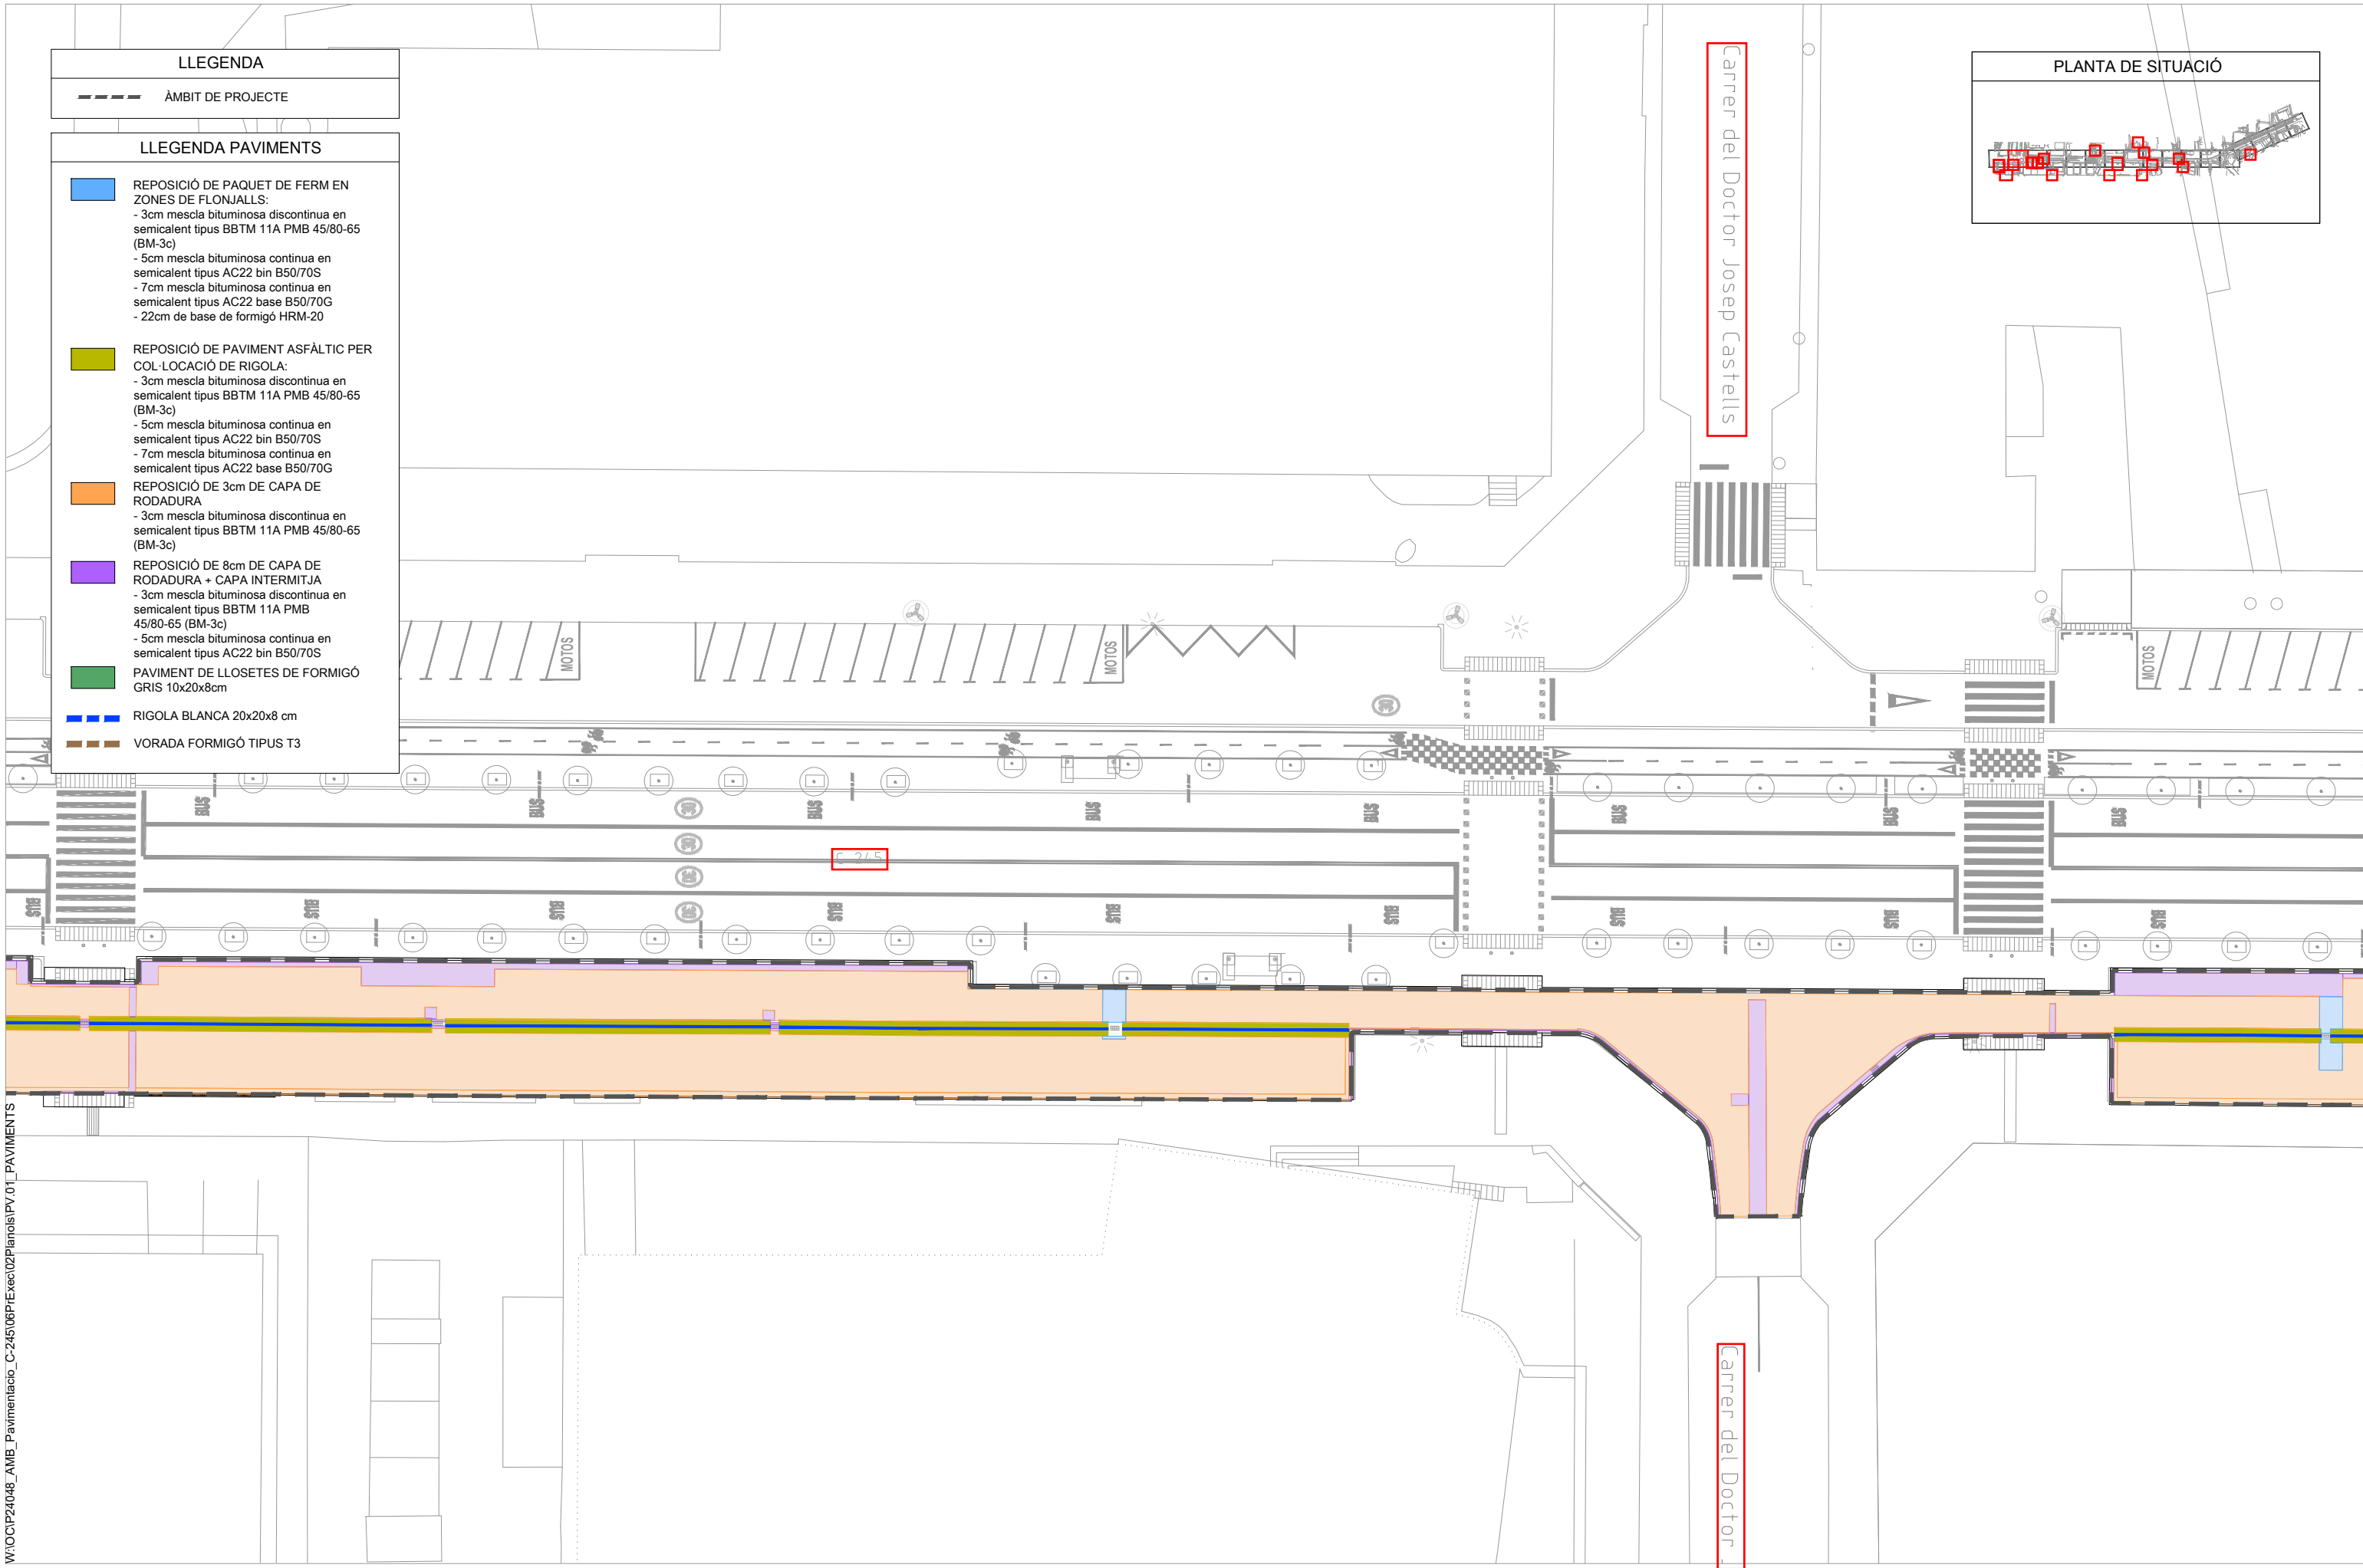 LLEGENDA
ÀMBIT DE PROJECTE
LLEGENDA PAVIMENTS
REPOSICIÓ DE PAQUET DE FERM EN
ZONES DE FLONJALLS:
- 3cm mescla bituminosa discontinua en
semicalent tipus BBTM 11A PMB 45/80-65
(BM-3c)
- 5cm mescla bituminosa continua en
semicalent tipus AC22 bin B50/70S
- 7cm mescla bituminosa continua en
semicalent tipus AC22 base B50/70G
- 22cm de base de formigó HRM-20
REPOSICIÓ DE PAVIMENT ASFÀLTIC PER
COL·LOCACIÓ DE RIGOLA:
- 3cm mescla bituminosa discontinua en
semicalent tipus BBTM 11A PMB 45/80-65
(BM-3c)
- 5cm mescla bituminosa continua en
semicalent tipus AC22 bin B50/70S
- 7cm mescla bituminosa continua en
semicalent tipus AC22 base B50/70G
REPOSICIÓ DE 3cm DE CAPA DE
RODADURA
- 3cm mescla bituminosa discontinua en
semicalent tipus BBTM 11A PMB 45/80-65
(BM-3c)
REPOSICIÓ DE 8cm DE CAPA DE
RODADURA + CAPA INTERMITJA
- 3cm mescla bituminosa discontinua en
semicalent tipus BBTM 11A PMB
45/80-65 (BM-3c)
- 5cm mescla bituminosa continua en
semicalent tipus AC22 bin B50/70S
PAVIMENT DE LLOSETES DE FORMIGÓ
GRIS 10x20x8cm
RIGOLA BLANCA 20x20x8 cm
VORADA FORMIGÓ TIPUS T3
PLANTA DE SITUACIÓ
Carrer del Doctor Josep Castells
MOTOS
MOTOS
MOTOS
30
BUS
BUS
BUS
BUS
BUS
BUS
BUS
BUS
30
30
C-245
BUS
BUS
BUS
BUS
BUS
BUS
BUS
BUS
BUS
Carrer del Doctor
W:\OC\P24048_AMB_Pavimentacio_C-245\06PrExec\02Planols\PV.01_PAVIMENTS